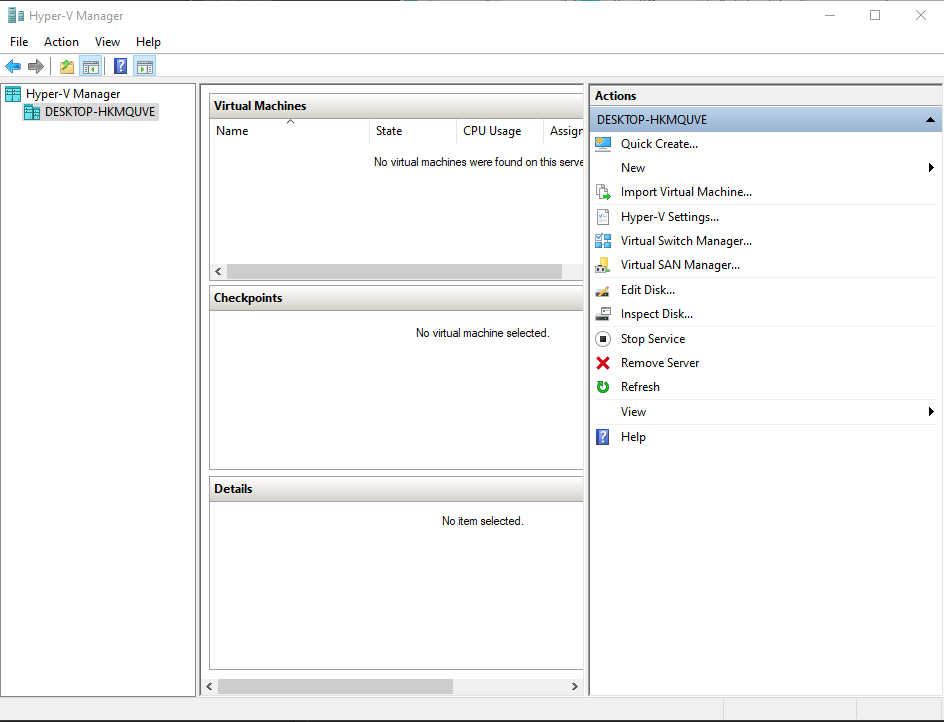 Hyper-V Manager
File Action View Help
Hyper-V Manager
DESKTOP-HKMQUVE
Virtual Machines
Name State CPU Usage Assign
No virtual machines were found on this serve
Checkpoints
No virtual machine selected.
Details
No item selected.
Actions
DESKTOP-HKMQUVE
Quick Create...
New
Import Virtual Machine...
Hyper-V Settings...
Virtual Switch Manager...
Virtual SAN Manager...
Edit Disk...
Inspect Disk...
Stop Service
Remove Server
Refresh
View
Help